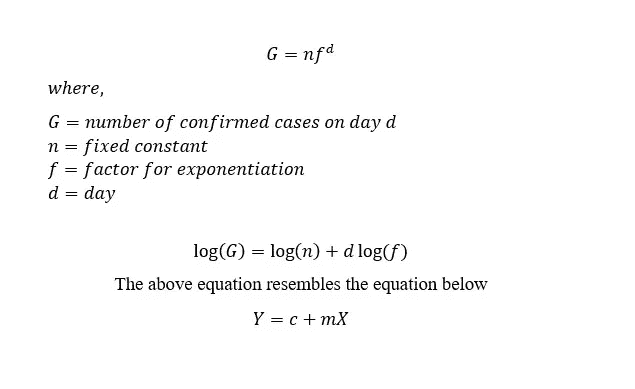 G = nf^d
where,
G = number of confirmed cases on day d
n = fixed constant
f = factor for exponentiation
d = day
log(G) = log(n) + d log(f)
The above equation resembles the equation below
Y = c + mX